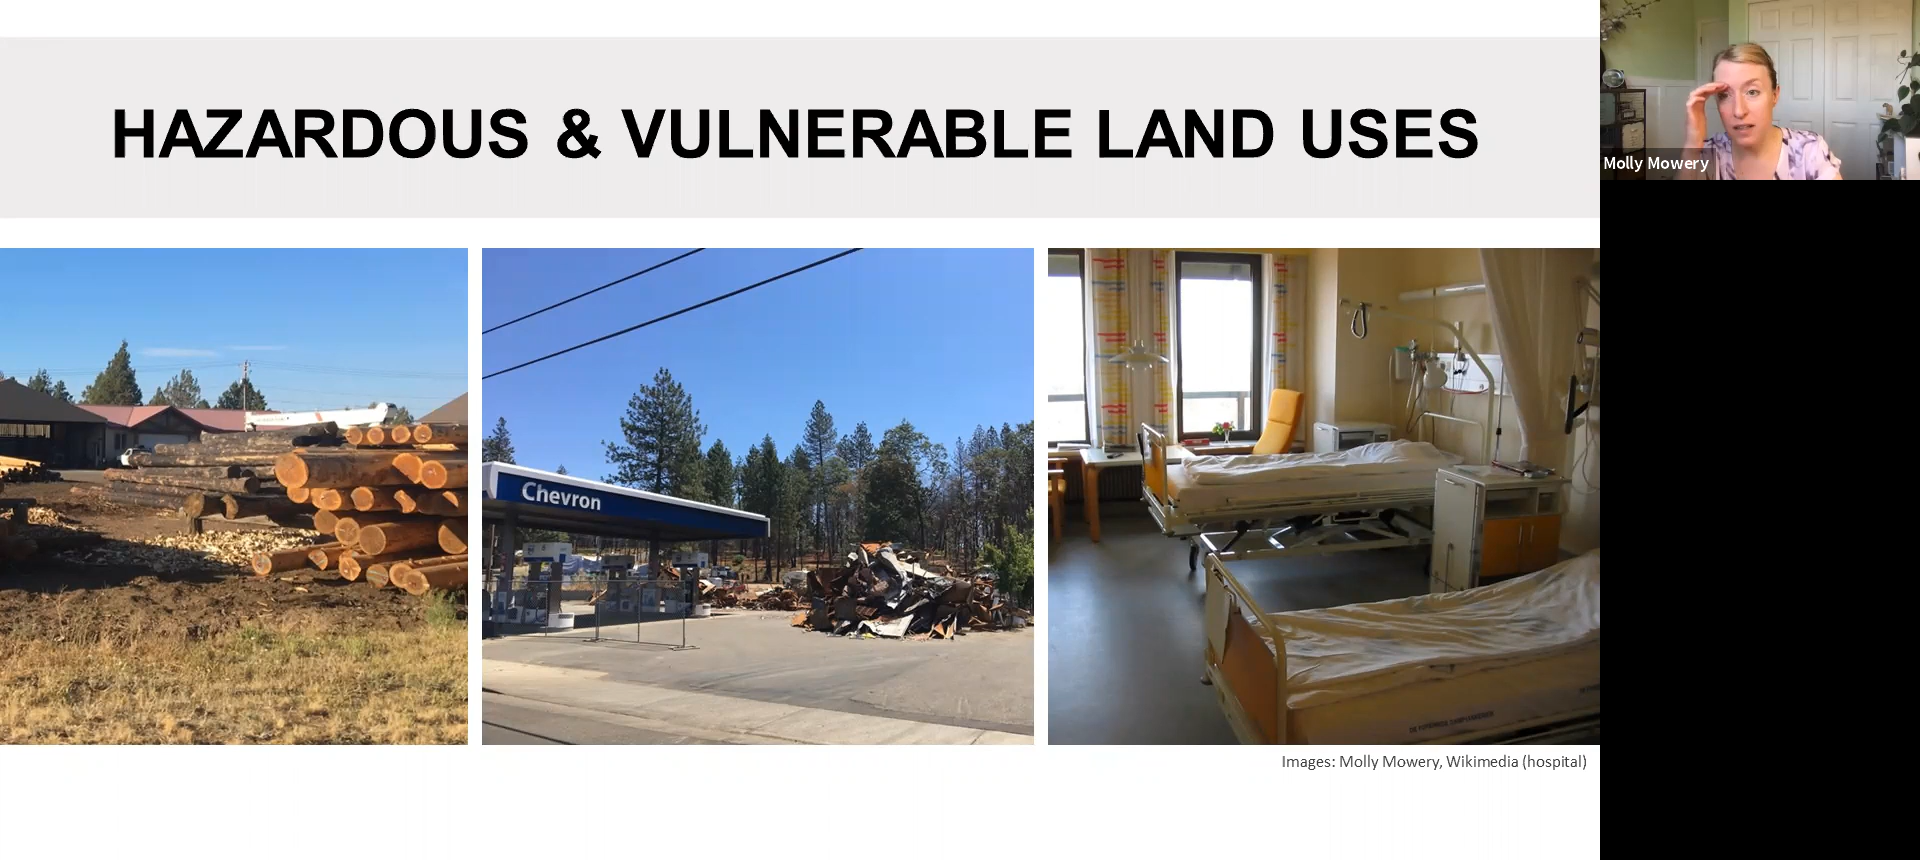 HAZARDOUS & VULNERABLE LAND USES
Molly Mowery
Chevron
Images: Molly Mowery, Wikimedia (hospital)